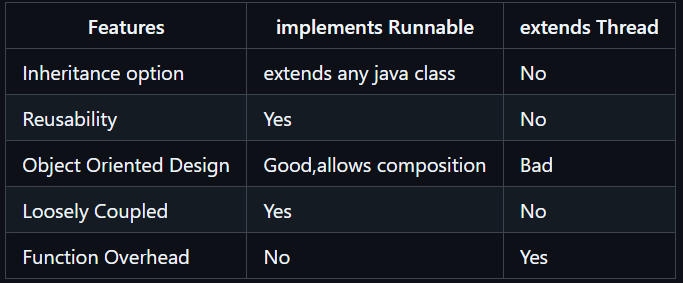 Features implements Runnable extends Thread
Inheritance option extends any java class No
Reusability Yes No
Object Oriented Design Good,allows composition Bad
Loosely Coupled Yes No
Function Overhead No Yes